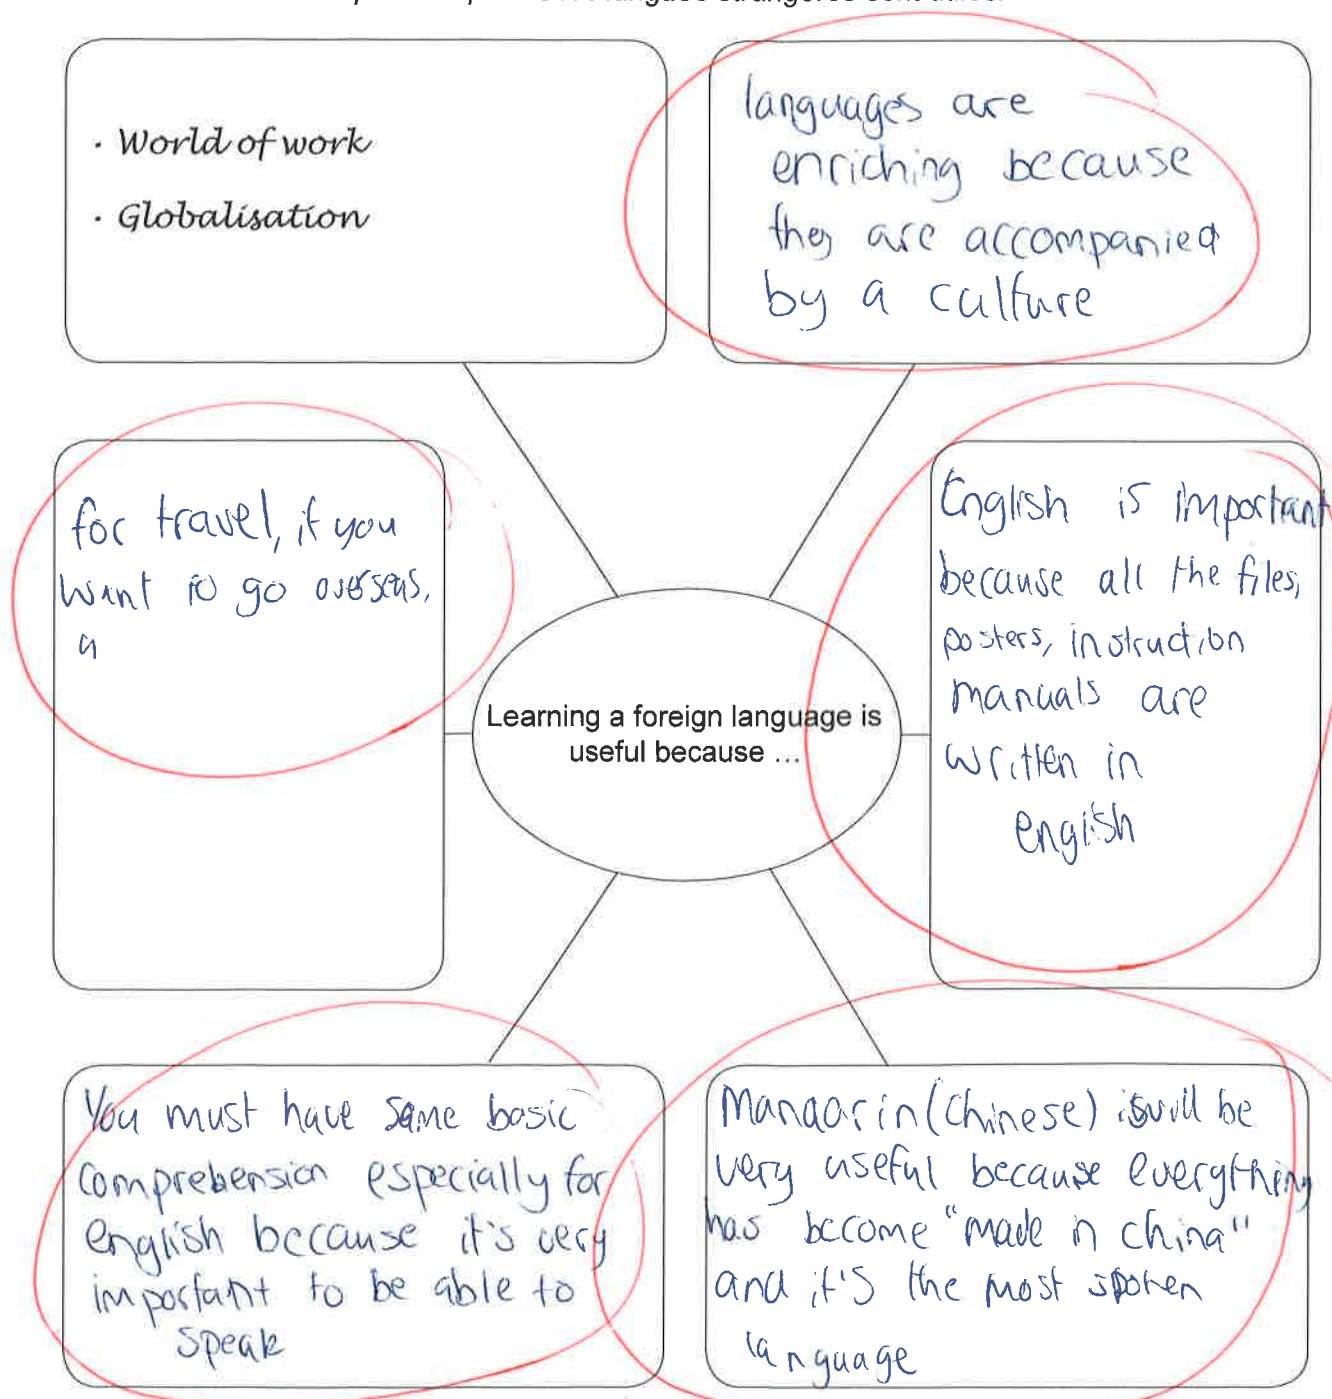 langues étrangères sont utiles.
· World of work
· Globalisation
languages are
enriching because
they are accompanied
by a culture
for travel, if you
want to go overseas,
a
English is important
because all the files,
posters, instruction
manuals are
written in
english
Learning a foreign language is
useful because ...
You must have some basic
comprehension especially for
english because it's very
important to be able to
speak
Mandarin (Chinese) will be
very useful because everything
has become "made in china"
and it's the most spoken
language